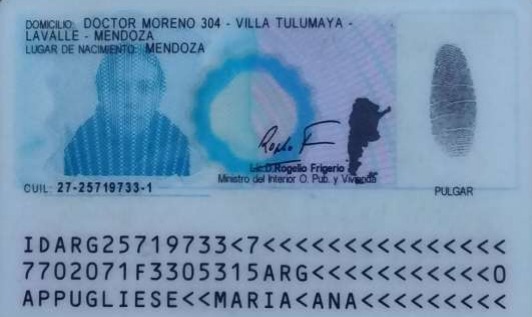 DOMICILIO: DOCTOR MORENO 304 - VILLA TULUMAYA -
LAVALLE - MENDOZA
LUGAR DE NACIMIENTO: MENDOZA
Lic. Rogelio Frigerio
Ministro del Interior O. Pub. y Vivienda
CUIL: 27-25719733-1
PULGAR
IDARG25719733<7<<<<<<<<<<<<<<<
7702071F3305315ARG<<<<<<<<<<<0
APPUGLIESE<<MARIA<ANA<<<<<<<<<